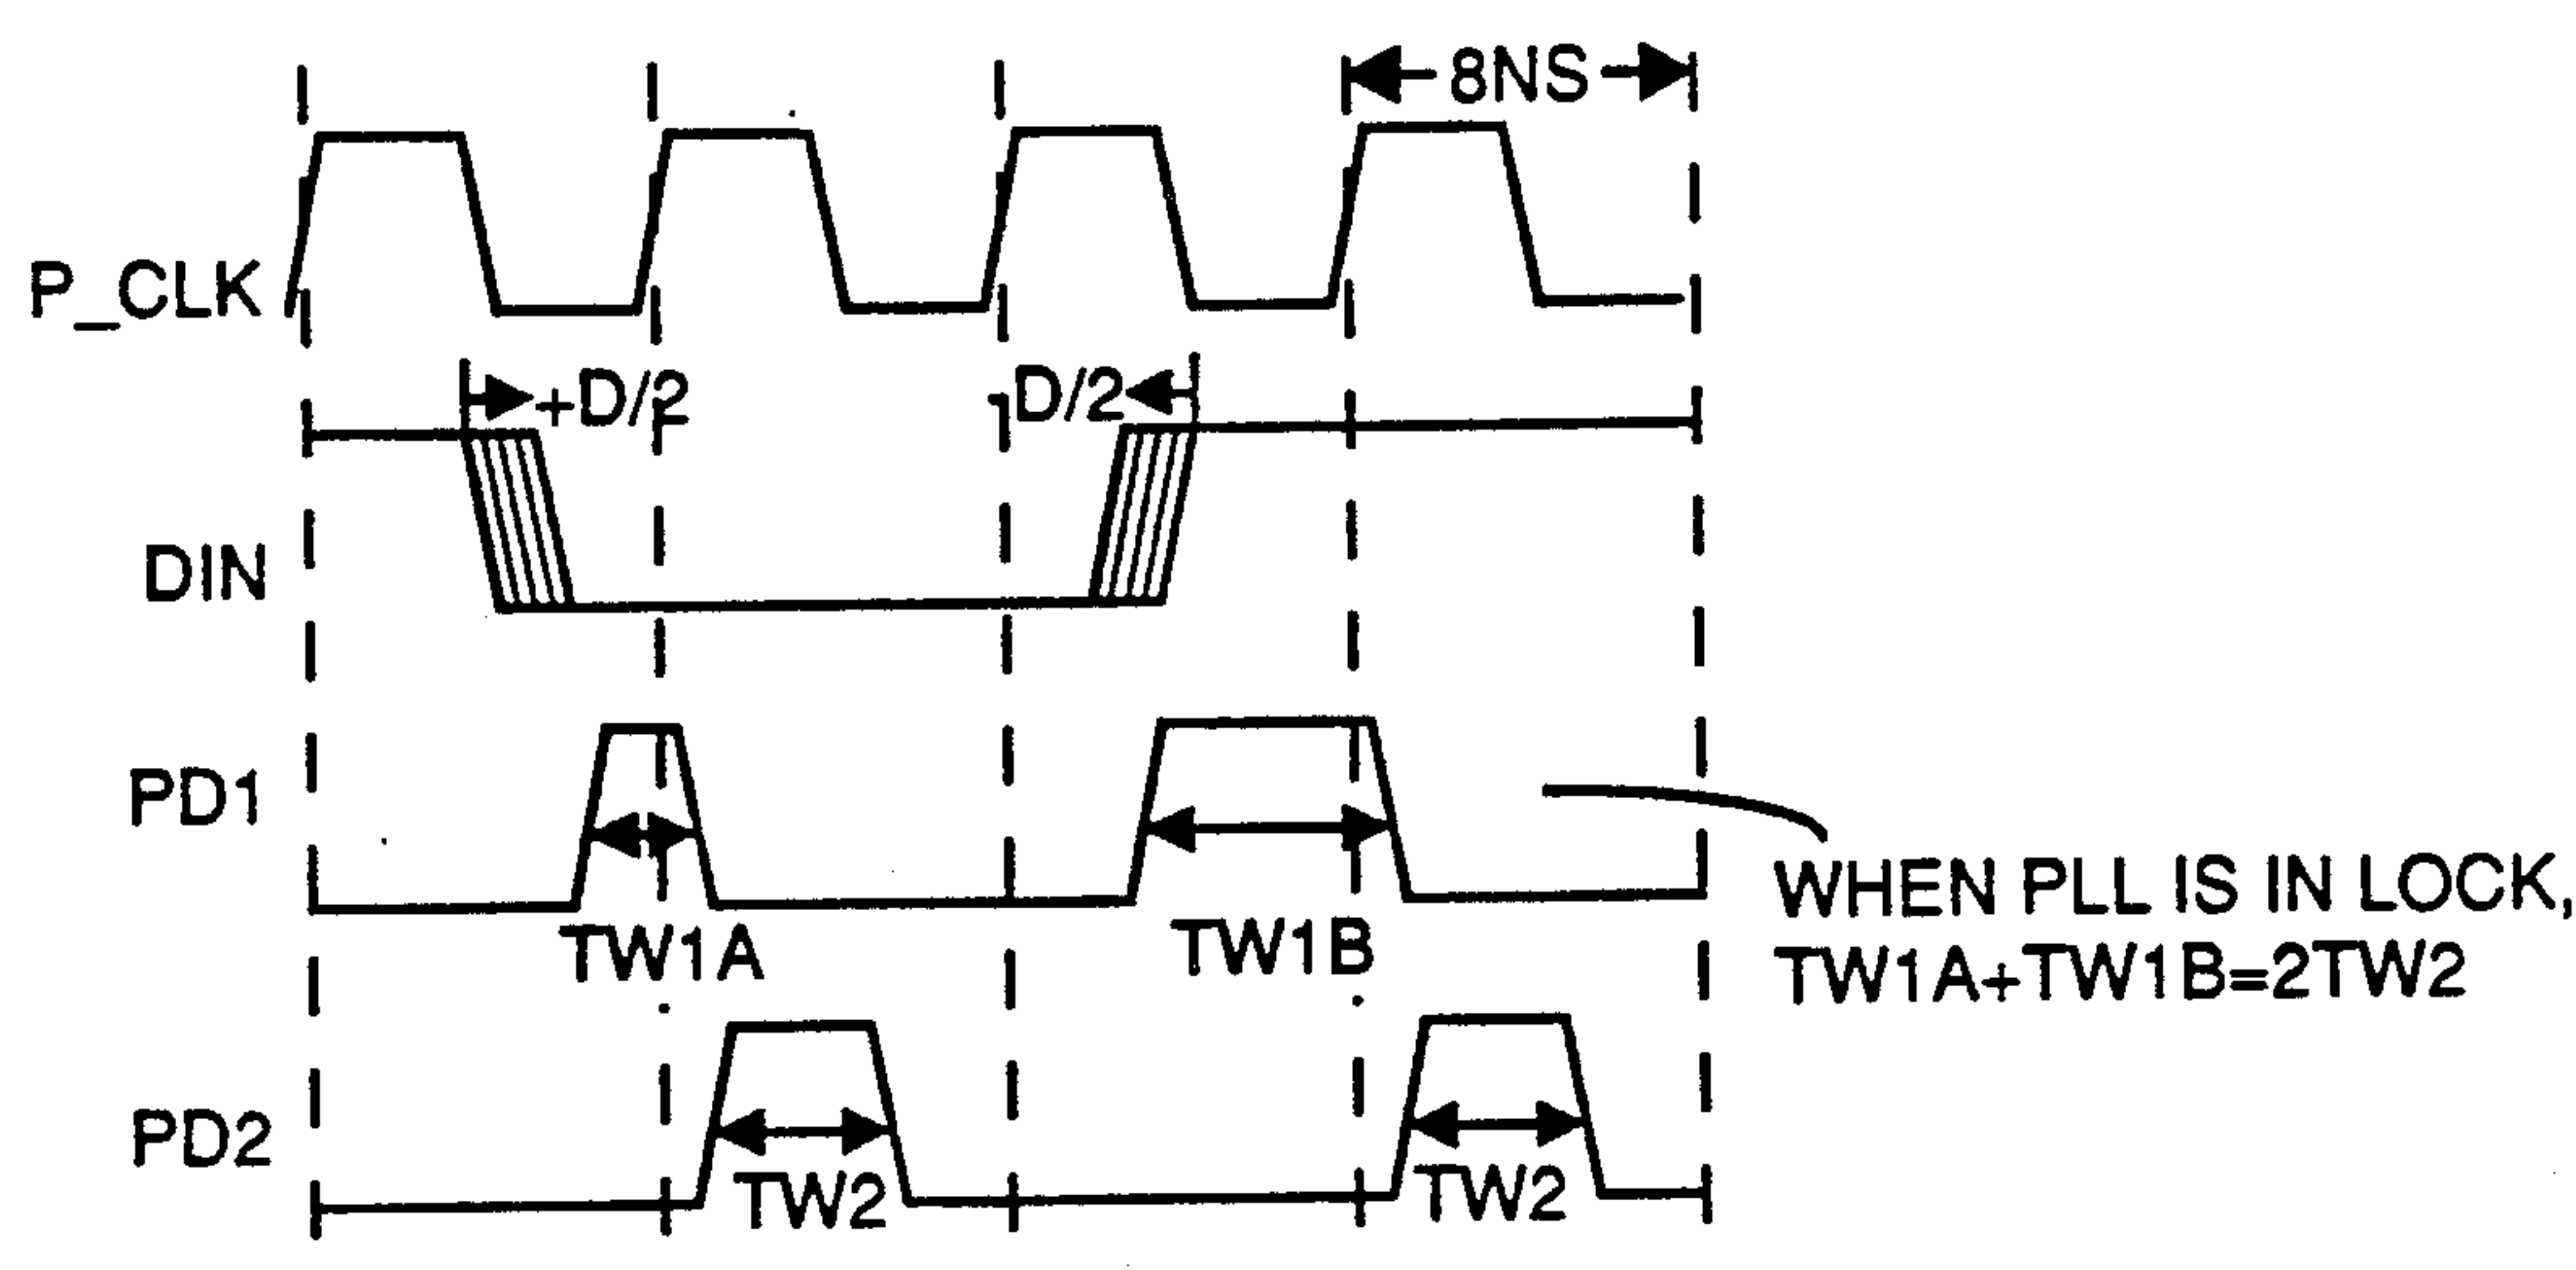 8NS
P_CLK
+D/2
-D/2
DIN
PD1
TW1A
TW1B
WHEN PLL IS IN LOCK,
TW1A+TW1B=2TW2
PD2
TW2
TW2